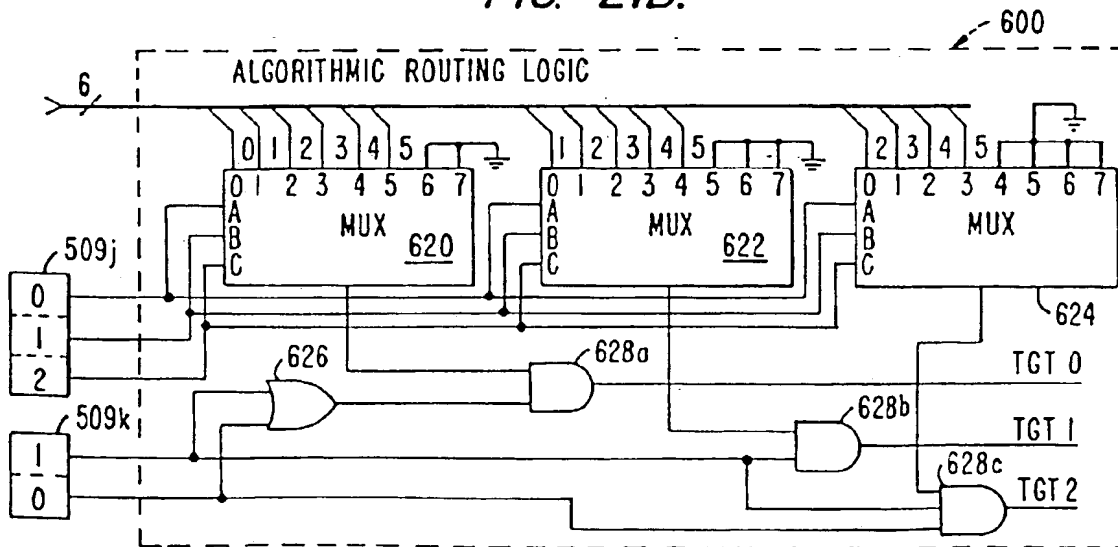 FIG. 21B.
600
ALGORITHMIC ROUTING LOGIC
6
0 1 2 3 4 5
1 2 3 4 5
2 3 4 5
0 1 2 3 4 5 6 7
0 1 2 3 4 5 6 7
0 1 2 3 4 5 6 7
A
B
C
MUX
620
A
B
C
MUX
622
A
B
C
MUX
624
509j
0
1
2
626
628a
TGT 0
628b
TGT 1
509k
1
0
628c
TGT 2